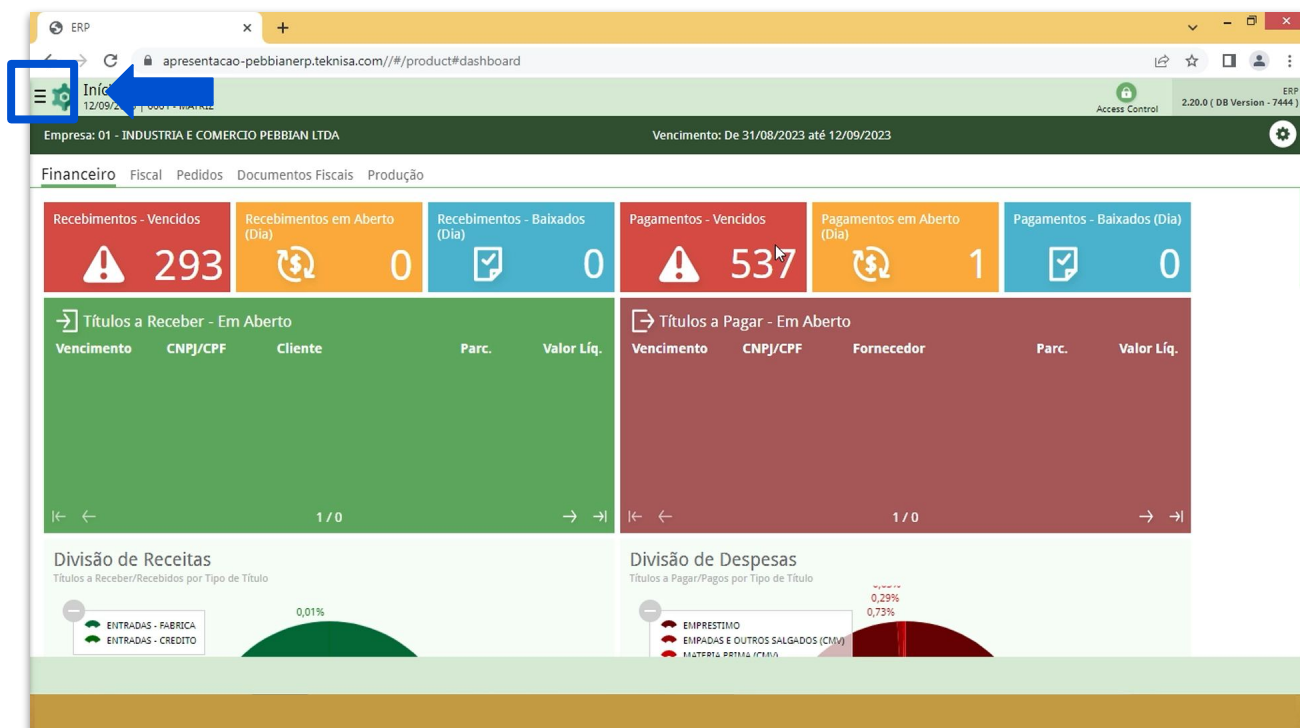 ERP
apresentacao-pebbianerp.teknisa.com//#/product#dashboard
Access Control
ERP
2.20.0 ( DB Version - 7444 )
Empresa: 01 - INDUSTRIA E COMERCIO PEBBIAN LTDA
Vencimento: De 31/08/2023 até 12/09/2023
Financeiro Fiscal Pedidos Documentos Fiscais Produção
Recebimentos - Vencidos
293
Recebimentos em Aberto
(Dia)
0
Recebimentos - Baixados
(Dia)
0
Pagamentos - Vencidos
537
Pagamentos em Aberto
(Dia)
1
Pagamentos - Baixados (Dia)
0
Títulos a Receber - Em Aberto
Vencimento CNPJ/CPF Cliente Parc. Valor Líq.
1 / 0
Títulos a Pagar - Em Aberto
Vencimento CNPJ/CPF Fornecedor Parc. Valor Líq.
1 / 0
Divisão de Receitas
Títulos a Receber/Recebidos por Tipo de Título
ENTRADAS - FABRICA
ENTRADAS - CREDITO
0,01%
Divisão de Despesas
Títulos a Pagar/Pagos por Tipo de Título
0,29%
0,73%
EMPRESTIMO
EMPADAS E OUTROS SALGADOS (CMV)
MATERIA PRIMA (CMV)